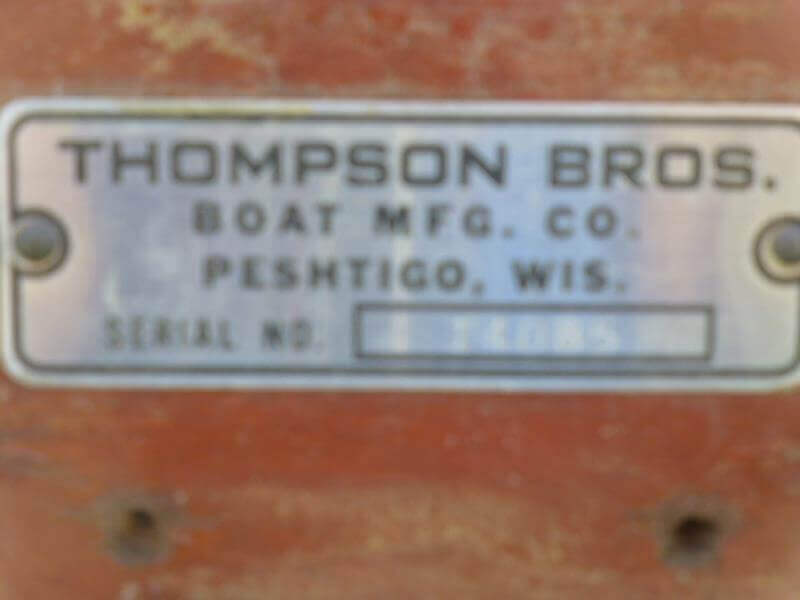 THOMPSON BROS.
BOAT MFG. CO.
PESHTIGO, WIS.
SERIAL NO.